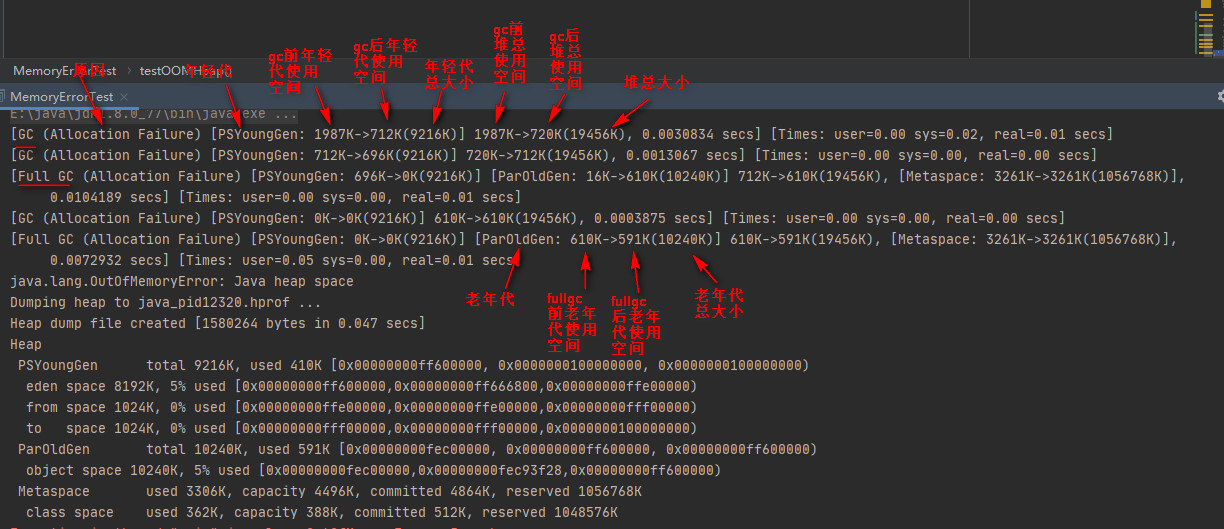 gc前
堆总
使用
空间
gc后
堆总
使用
空间
gc前年轻
代使用
空间
gc后年轻
代使用
空间
原因
年轻代
年轻代
总大小
堆总大小
MemoryErrorTest › testOOMHeap
MemoryErrorTest ×
E:\java\jdk1.8.0_77\bin\java.exe ...
[GC (Allocation Failure) [PSYoungGen: 1987K->712K(9216K)] 1987K->720K(19456K), 0.0030834 secs] [Times: user=0.00 sys=0.02, real=0.01 secs]
[GC (Allocation Failure) [PSYoungGen: 712K->696K(9216K)] 720K->712K(19456K), 0.0013067 secs] [Times: user=0.00 sys=0.00, real=0.00 secs]
[Full GC (Allocation Failure) [PSYoungGen: 696K->0K(9216K)] [ParOldGen: 16K->610K(10240K)] 712K->610K(19456K), [Metaspace: 3261K->3261K(1056768K)],
0.0104189 secs] [Times: user=0.00 sys=0.00, real=0.01 secs]
[GC (Allocation Failure) [PSYoungGen: 0K->0K(9216K)] 610K->610K(19456K), 0.0003875 secs] [Times: user=0.00 sys=0.00, real=0.00 secs]
[Full GC (Allocation Failure) [PSYoungGen: 0K->0K(9216K)] [ParOldGen: 610K->591K(10240K)] 610K->591K(19456K), [Metaspace: 3261K->3261K(1056768K)],
0.0072932 secs] [Times: user=0.05 sys=0.00, real=0.01 secs
java.lang.OutOfMemoryError: Java heap space
Dumping heap to java_pid12320.hprof ...
Heap dump file created [1580264 bytes in 0.047 secs]
老年代
fullgc
前老年
代使用
空间
fullgc
后老年
代使用
空间
老年代
总大小
Heap
PSYoungGen total 9216K, used 410K [0x00000000ff600000, 0x0000000100000000, 0x0000000100000000)
eden space 8192K, 5% used [0x00000000ff600000,0x00000000ff666800,0x00000000ffe00000)
from space 1024K, 0% used [0x00000000ffe00000,0x00000000ffe00000,0x00000000fff00000)
to space 1024K, 0% used [0x00000000fff00000,0x00000000fff00000,0x0000000100000000)
ParOldGen total 10240K, used 591K [0x00000000fec00000, 0x00000000ff600000, 0x00000000ff600000)
object space 10240K, 5% used [0x00000000fec00000,0x00000000fec93f28,0x00000000ff600000)
Metaspace used 3306K, capacity 4496K, committed 4864K, reserved 1056768K
class space used 362K, capacity 388K, committed 512K, reserved 1048576K